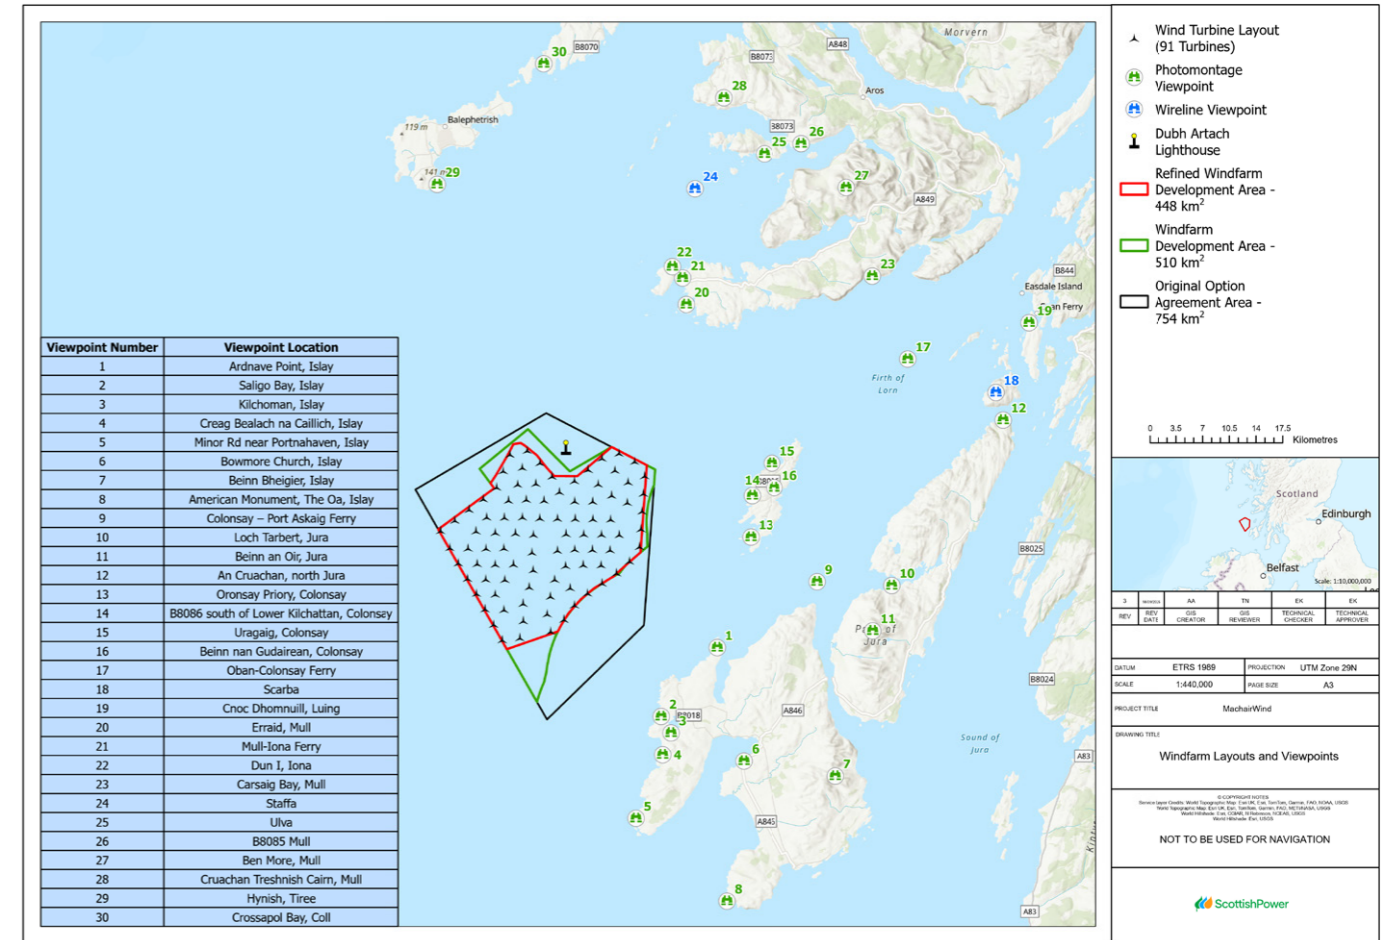 Viewpoint Number Viewpoint Location
1 Ardnave Point, Islay
2 Saligo Bay, Islay
3 Kilchoman, Islay
4 Creag Bealach na Caillich, Islay
5 Minor Rd near Portnahaven, Islay
6 Bowmore Church, Islay
7 Beinn Bheigier, Islay
8 American Monument, The Oa, Islay
9 Colonsay – Port Askaig Ferry
10 Loch Tarbert, Jura
11 Beinn an Oir, Jura
12 An Cruachan, north Jura
13 Oronsay Priory, Colonsay
14 B8086 south of Lower Kilchattan, Colonsay
15 Uragaig, Colonsay
16 Beinn nan Gudairean, Colonsay
17 Oban-Colonsay Ferry
18 Scarba
19 Cnoc Dhomnuill, Luing
20 Erraid, Mull
21 Mull-Iona Ferry
22 Dun I, Iona
23 Carsaig Bay, Mull
24 Staffa
25 Ulva
26 B8085 Mull
27 Ben More, Mull
28 Cruachan Treshnish Cairn, Mull
29 Hynish, Tiree
30 Crossapol Bay, Coll
30
B8070
B8073
A848
Morvern
28
Aros
Balephetrish
119 m
B8073
26
25
141 m
29
24
27
A849
22
21
23
20
B844
Easdale Island
Ferry
19
17
Firth of
Lorn
18
12
15
14
16
13
B8025
9
10
11
Jura
1
B8024
2
B8018
3
A846
4
6
Sound of
Jura
A83
7
5
A846
8
A83
Wind Turbine Layout
(91 Turbines)
Photomontage
Viewpoint
Wireline Viewpoint
Dubh Artach
Lighthouse
Refined Windfarm
Development Area -
448 km²
Windfarm
Development Area -
510 km²
Original Option
Agreement Area -
754 km²
0 3.5 7 10.5 14 17.5
Kilometres
Scotland
Edinburgh
Belfast
Scale: 1:10,000,000
3 AA TN EK EK
REV REV DATE GIS CREATOR GIS REVIEWER TECHNICAL CHECKER TECHNICAL APPROVER
DATUM ETRS 1989 PROJECTION UTM Zone 29N
SCALE 1:440,000 PAGE SIZE A3
PROJECT TITLE MachairWind
DRAWING TITLE
Windfarm Layouts and Viewpoints
© COPYRIGHT NOTES
NOT TO BE USED FOR NAVIGATION
ScottishPower